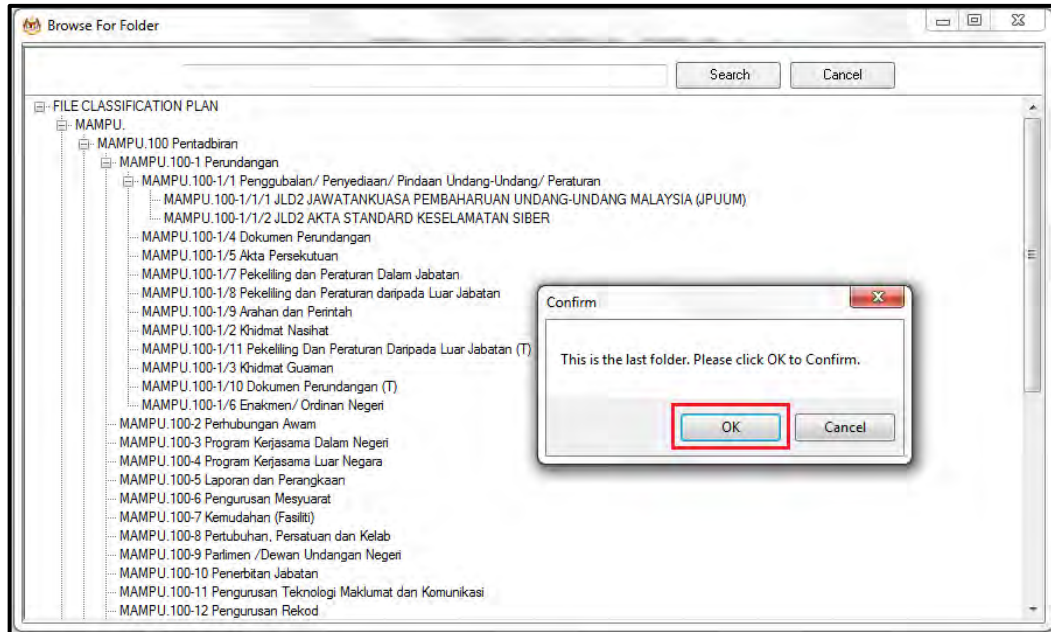 Browse For Folder
Search
Cancel
FILE CLASSIFICATION PLAN
MAMPU.
MAMPU.100 Pentadbiran
MAMPU.100-1 Perundangan
MAMPU.100-1/1 Penggubalan/ Penyediaan/ Pindaan Undang-Undang/ Peraturan
MAMPU.100-1/1/1 JLD2 JAWATANKUASA PEMBAHARUAN UNDANG-UNDANG MALAYSIA (JPUUM)
MAMPU.100-1/1/2 JLD2 AKTA STANDARD KESELAMATAN SIBER
MAMPU.100-1/4 Dokumen Perundangan
MAMPU.100-1/5 Akta Persekutuan
MAMPU.100-1/7 Pekeliling dan Peraturan Dalam Jabatan
MAMPU.100-1/8 Pekeliling dan Peraturan daripada Luar Jabatan
MAMPU.100-1/9 Arahan dan Perintah
MAMPU.100-1/2 Khidmat Nasihat
MAMPU.100-1/11 Pekeliling Dan Peraturan Daripada Luar Jabatan (T)
MAMPU.100-1/3 Khidmat Guaman
MAMPU.100-1/10 Dokumen Perundangan (T)
MAMPU.100-1/6 Enakmen/ Ordinan Negeri
MAMPU.100-2 Perhubungan Awam
MAMPU.100-3 Program Kerjasama Dalam Negeri
MAMPU.100-4 Program Kerjasama Luar Negara
MAMPU.100-5 Laporan dan Perangkaan
MAMPU.100-6 Pengurusan Mesyuarat
MAMPU.100-7 Kemudahan (Fasiliti)
MAMPU.100-8 Pertubuhan, Persatuan dan Kelab
MAMPU.100-9 Parlimen /Dewan Undangan Negeri
MAMPU.100-10 Penerbitan Jabatan
MAMPU.100-11 Pengurusan Teknologi Maklumat dan Komunikasi
MAMPU.100-12 Pengurusan Rekod
Confirm
This is the last folder. Please click OK to Confirm.
OK
Cancel